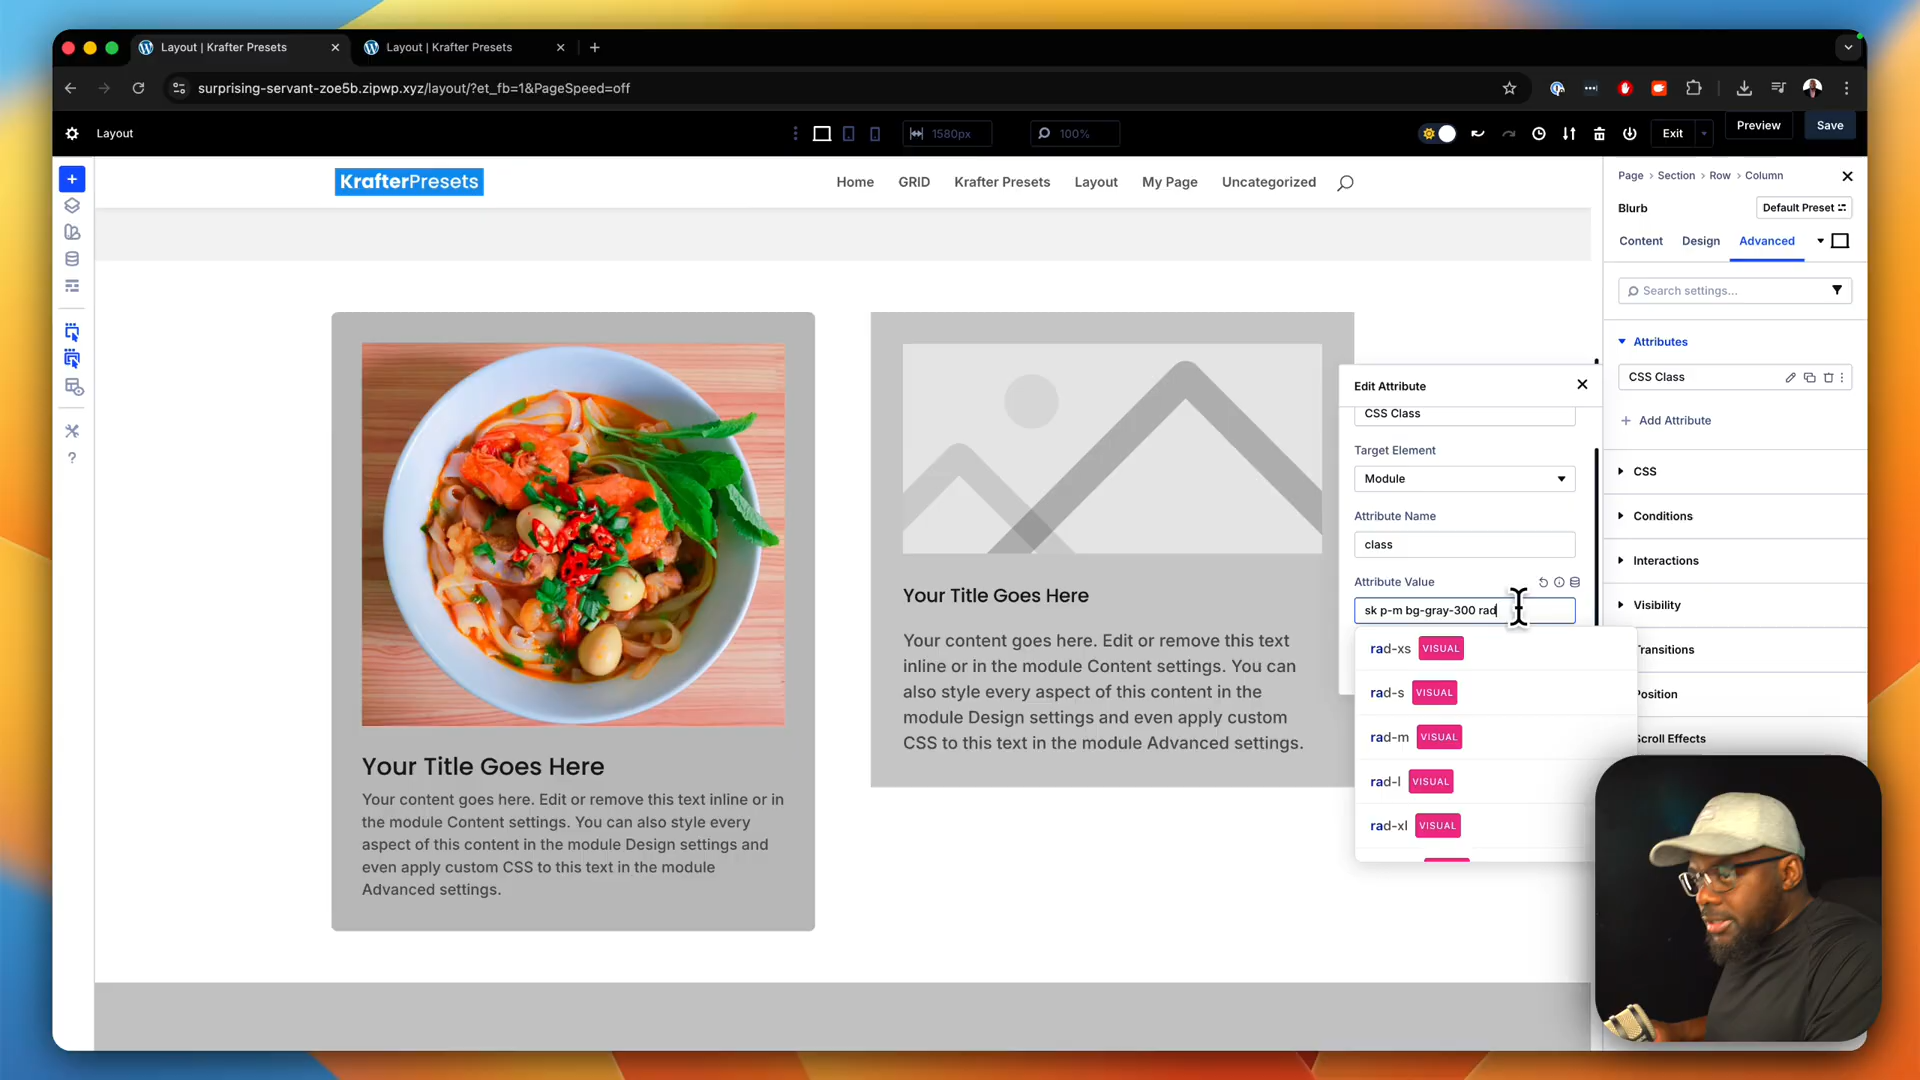 Layout | Krafter Presets
Layout | Krafter Presets
surprising-servant-zoe5b.zipwp.xyz/layout/?et_fb=1&PageSpeed=off
Layout
1580px
100%
Exit
Preview
Save
KrafterPresets
Home
GRID
Krafter Presets
Layout
My Page
Uncategorized
Page > Section > Row > Column
Blurb
Default Preset
Content
Design
Advanced
Search settings...
Attributes
CSS Class
+ Add Attribute
CSS
Conditions
Interactions
Visibility
Transitions
Position
Scroll Effects
Edit Attribute
CSS Class
Target Element
Module
Attribute Name
class
Attribute Value
sk p-m bg-gray-300 rad
rad-xs VISUAL
rad-s VISUAL
rad-m VISUAL
rad-l VISUAL
rad-xl VISUAL
Your Title Goes Here
Your content goes here. Edit or remove this text inline or in
the module Content settings. You can also style every
aspect of this content in the module Design settings and
even apply custom CSS to this text in the module
Advanced settings.
Your Title Goes Here
Your content goes here. Edit or remove this text
inline or in the module Content settings. You can
also style every aspect of this content in the
module Design settings and even apply custom
CSS to this text in the module Advanced settings.